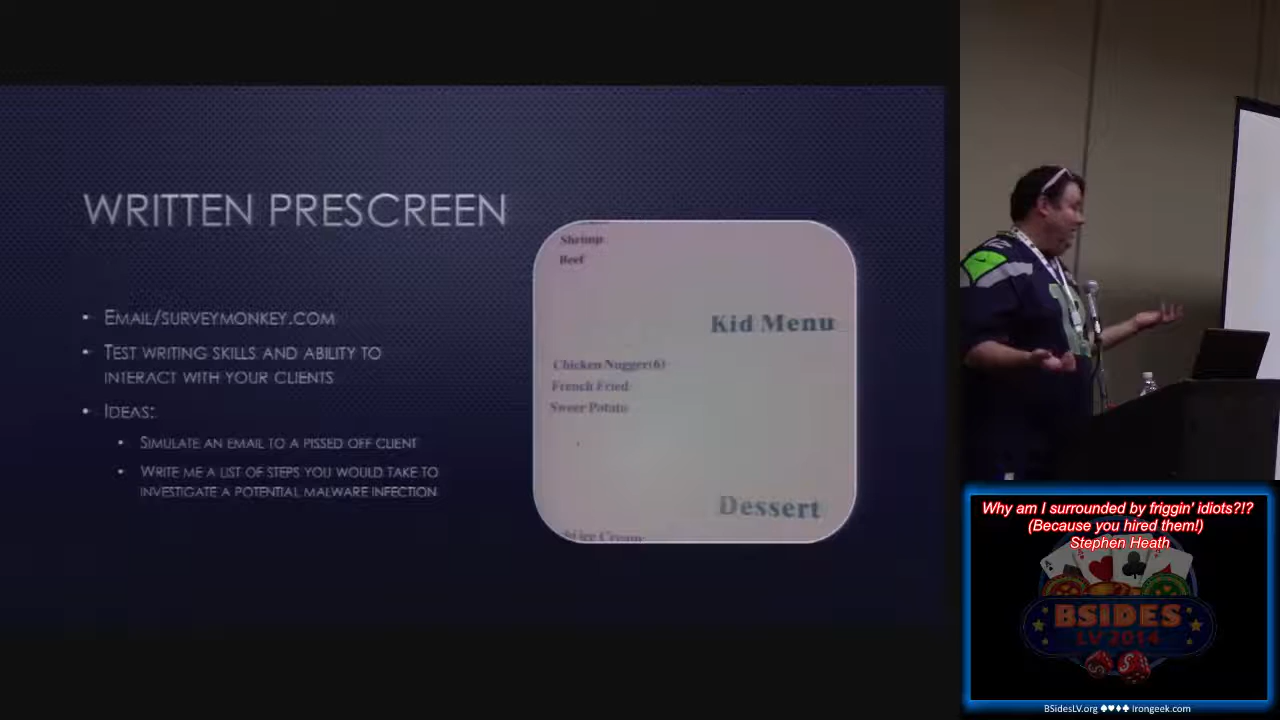 WRITTEN PRESCREEN
• EMAIL/SURVEYMONKEY.COM
• TEST WRITING SKILLS AND ABILITY TO
INTERACT WITH YOUR CLIENTS
• IDEAS:
• SIMULATE AN EMAIL TO A PISSED OFF CLIENT
• WRITE ME A LIST OF STEPS YOU WOULD TAKE TO
INVESTIGATE A POTENTIAL MALWARE INFECTION
Shrimp
Beef
Kid Menu
Chicken Nugger(6)
French Fried
Sweer Potato
Dessert
Ice Cream
Why am I surrounded by friggin' idiots?!?
(Because you hired them!)
Stephen Heath
BSIDES
LV 2014
BSidesLV.org ♠♥♦♣ Irongeek.com